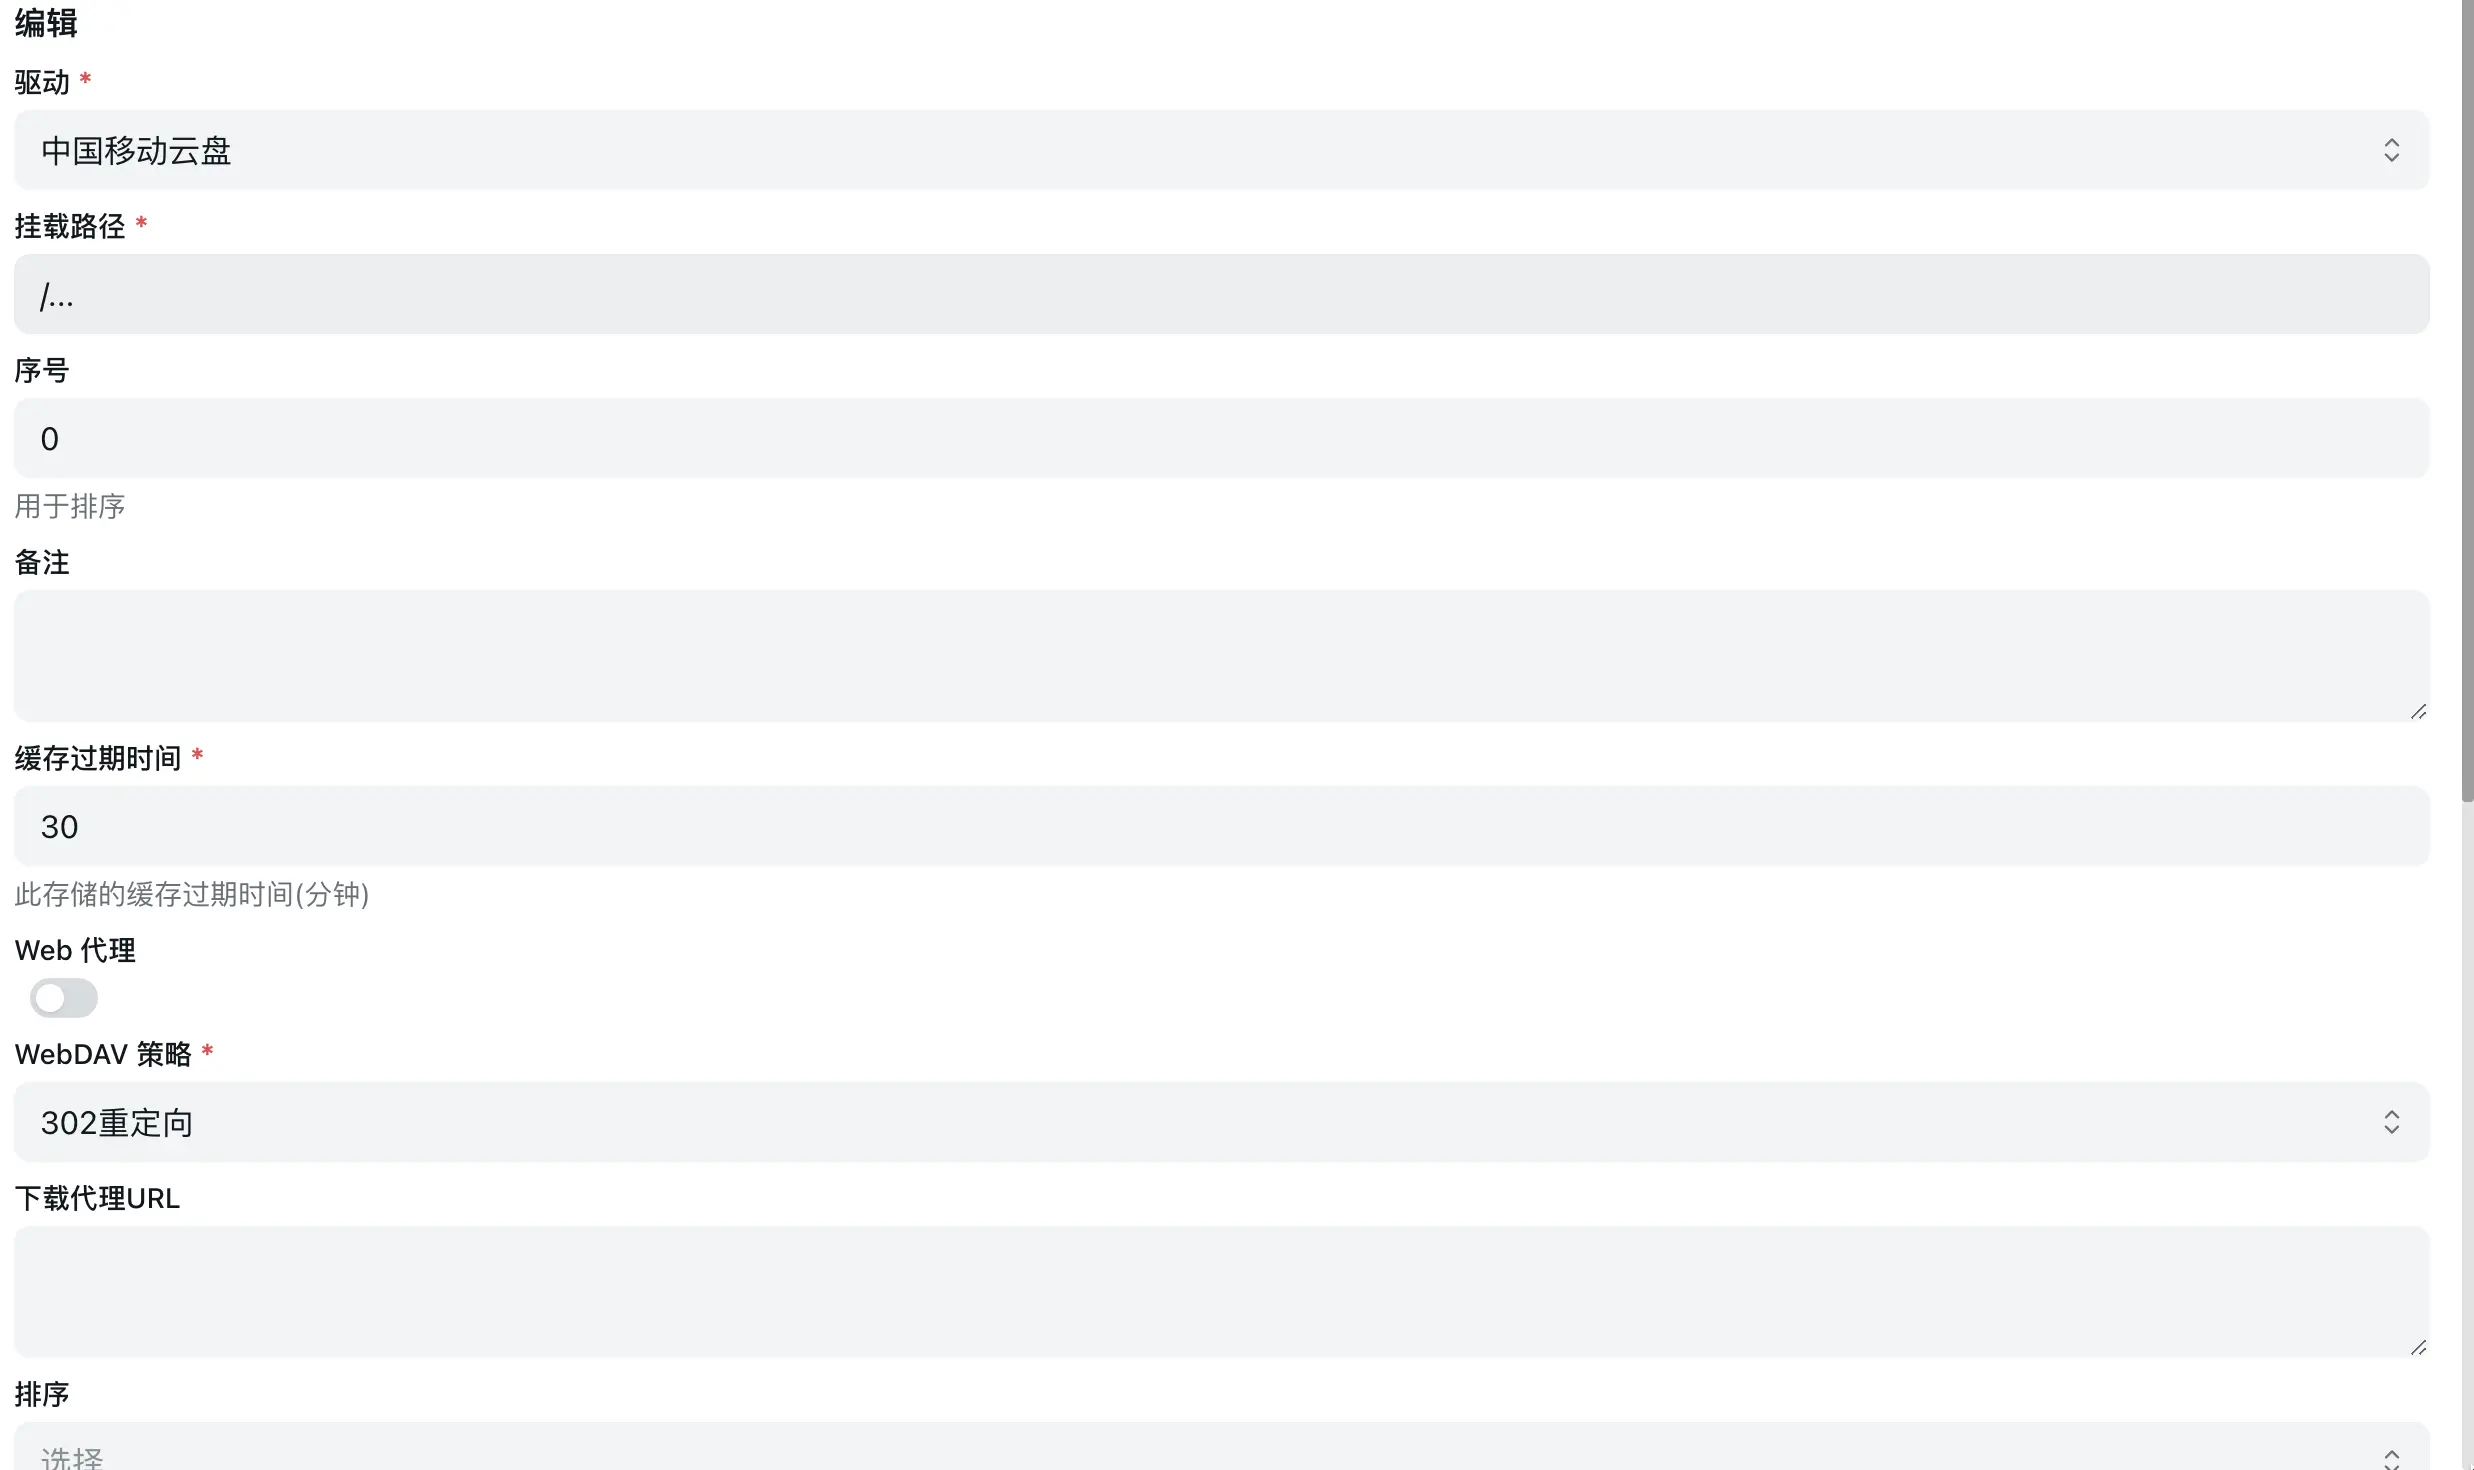 编辑
驱动 *
中国移动云盘
挂载路径 *
/...
序号
0
用于排序
备注
缓存过期时间 *
30
此存储的缓存过期时间(分钟)
Web 代理
WebDAV 策略 *
302重定向
下载代理URL
排序
选择